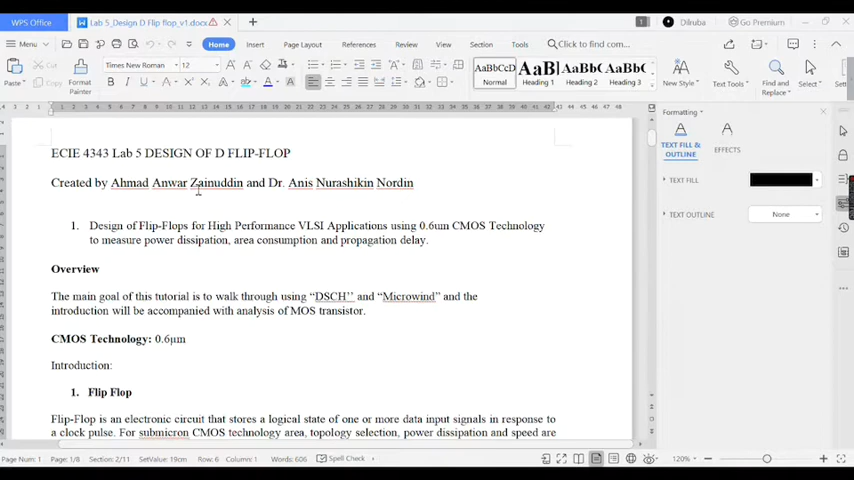 WPS Office
Lab 5_Design D Flip flop_v1.docx
Dilruba
Go Premium
Menu
Home
Insert
Page Layout
References
Review
View
Section
Tools
Click to find com...
Paste
Cut
Copy
Format
Painter
Times New Roman
12
AaBbCcD
Normal
AaBl
Heading 1
AaBbC
Heading 2
AaBbC
Heading 3
New Style
Text Tools
Find and
Replace
Select
ECIE 4343 Lab 5 DESIGN OF D FLIP-FLOP
Created by Ahmad Anwar Zainuddin and Dr. Anis Nurashikin Nordin
1. Design of Flip-Flops for High Performance VLSI Applications using 0.6um CMOS Technology
to measure power dissipation, area consumption and propagation delay.
Overview
The main goal of this tutorial is to walk through using “DSCH’’ and “Microwind” and the
introduction will be accompanied with analysis of MOS transistor.
CMOS Technology: 0.6µm
Introduction:
1. Flip Flop
Flip-Flop is an electronic circuit that stores a logical state of one or more data input signals in response to
a clock pulse. For submicron CMOS technology area, topology selection, power dissipation and speed are
Formatting
TEXT FILL &
OUTLINE
EFFECTS
TEXT FILL
TEXT OUTLINE
None
Page Num: 1
Page: 1/8
Section: 2/11
SetValue: 19cm
Row: 6
Column: 1
Words: 606
Spell Check
120%